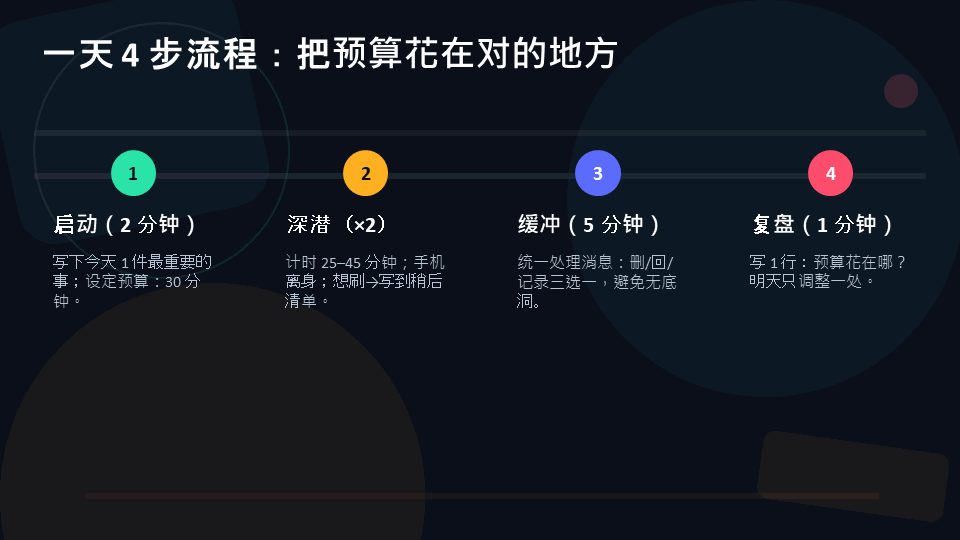 一天 4 步流程：把预算花在对的地方
1
2
3
4
启动（2 分钟）
深潜（×2）
缓冲（5 分钟）
复盘（1 分钟）
写下今天 1 件最重要的
事；设定预算：30 分
钟。
计时 25–45 分钟；手机
离身；想刷→写到稍后
清单。
统一处理消息：删/回/
记录三选一，避免无底
洞。
写 1 行：预算花在哪？
明天只调整一处。